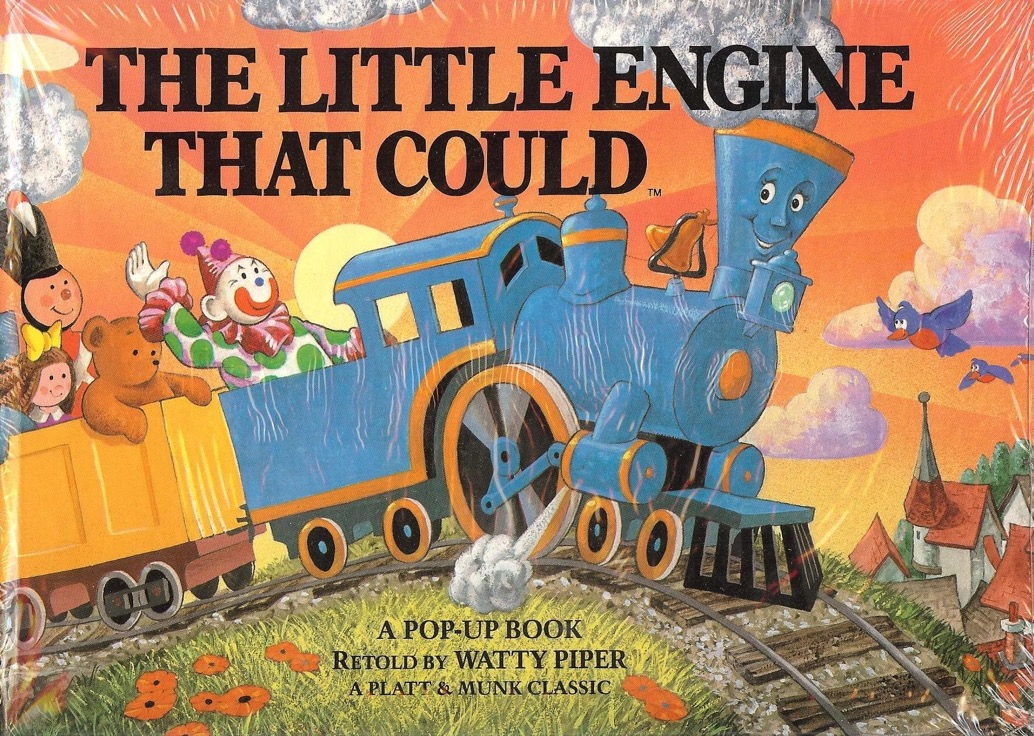 THE LITTLE ENGINE
THAT COULD™
A POP-UP BOOK
RETOLD BY WATTY PIPER
A PLATT & MUNK CLASSIC